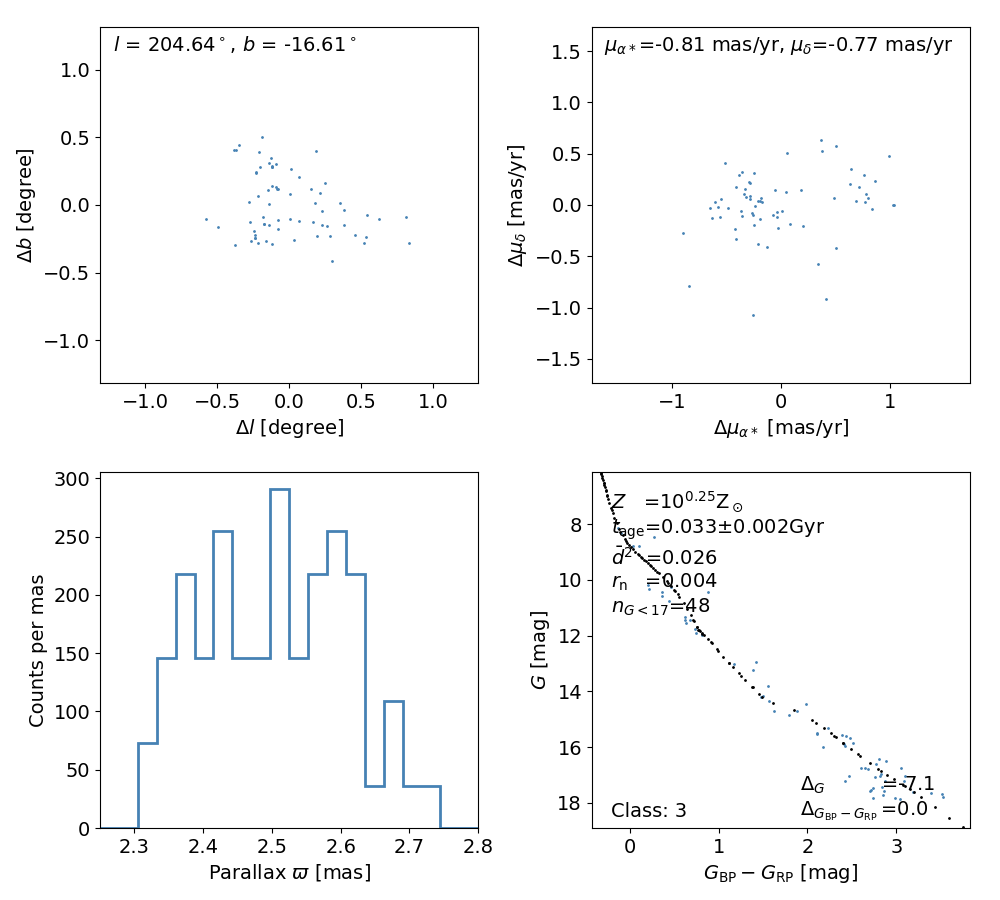 l = 204.64°, b = -16.61°
1.0
0.5
0.0
−0.5
−1.0
Δb [degree]
−1.0 −0.5 0.0 0.5 1.0
Δl [degree]
μα*=-0.81 mas/yr, μδ=-0.77 mas/yr
1.5
1.0
0.5
0.0
−0.5
−1.0
−1.5
Δμδ [mas/yr]
−1 0 1
Δμα* [mas/yr]
300
250
200
150
100
50
0
Counts per mas
2.3 2.4 2.5 2.6 2.7 2.8
Parallax ϖ [mas]
Z =10^0.25 Z⊙
tage=0.033±0.002Gyr
d̄² =0.026
rn =0.004
nG<17=48
8
10
12
14
16
18
G [mag]
ΔG =-7.1
Class: 3 ΔGBP−GRP =0.0
0 1 2 3
GBP − GRP [mag]